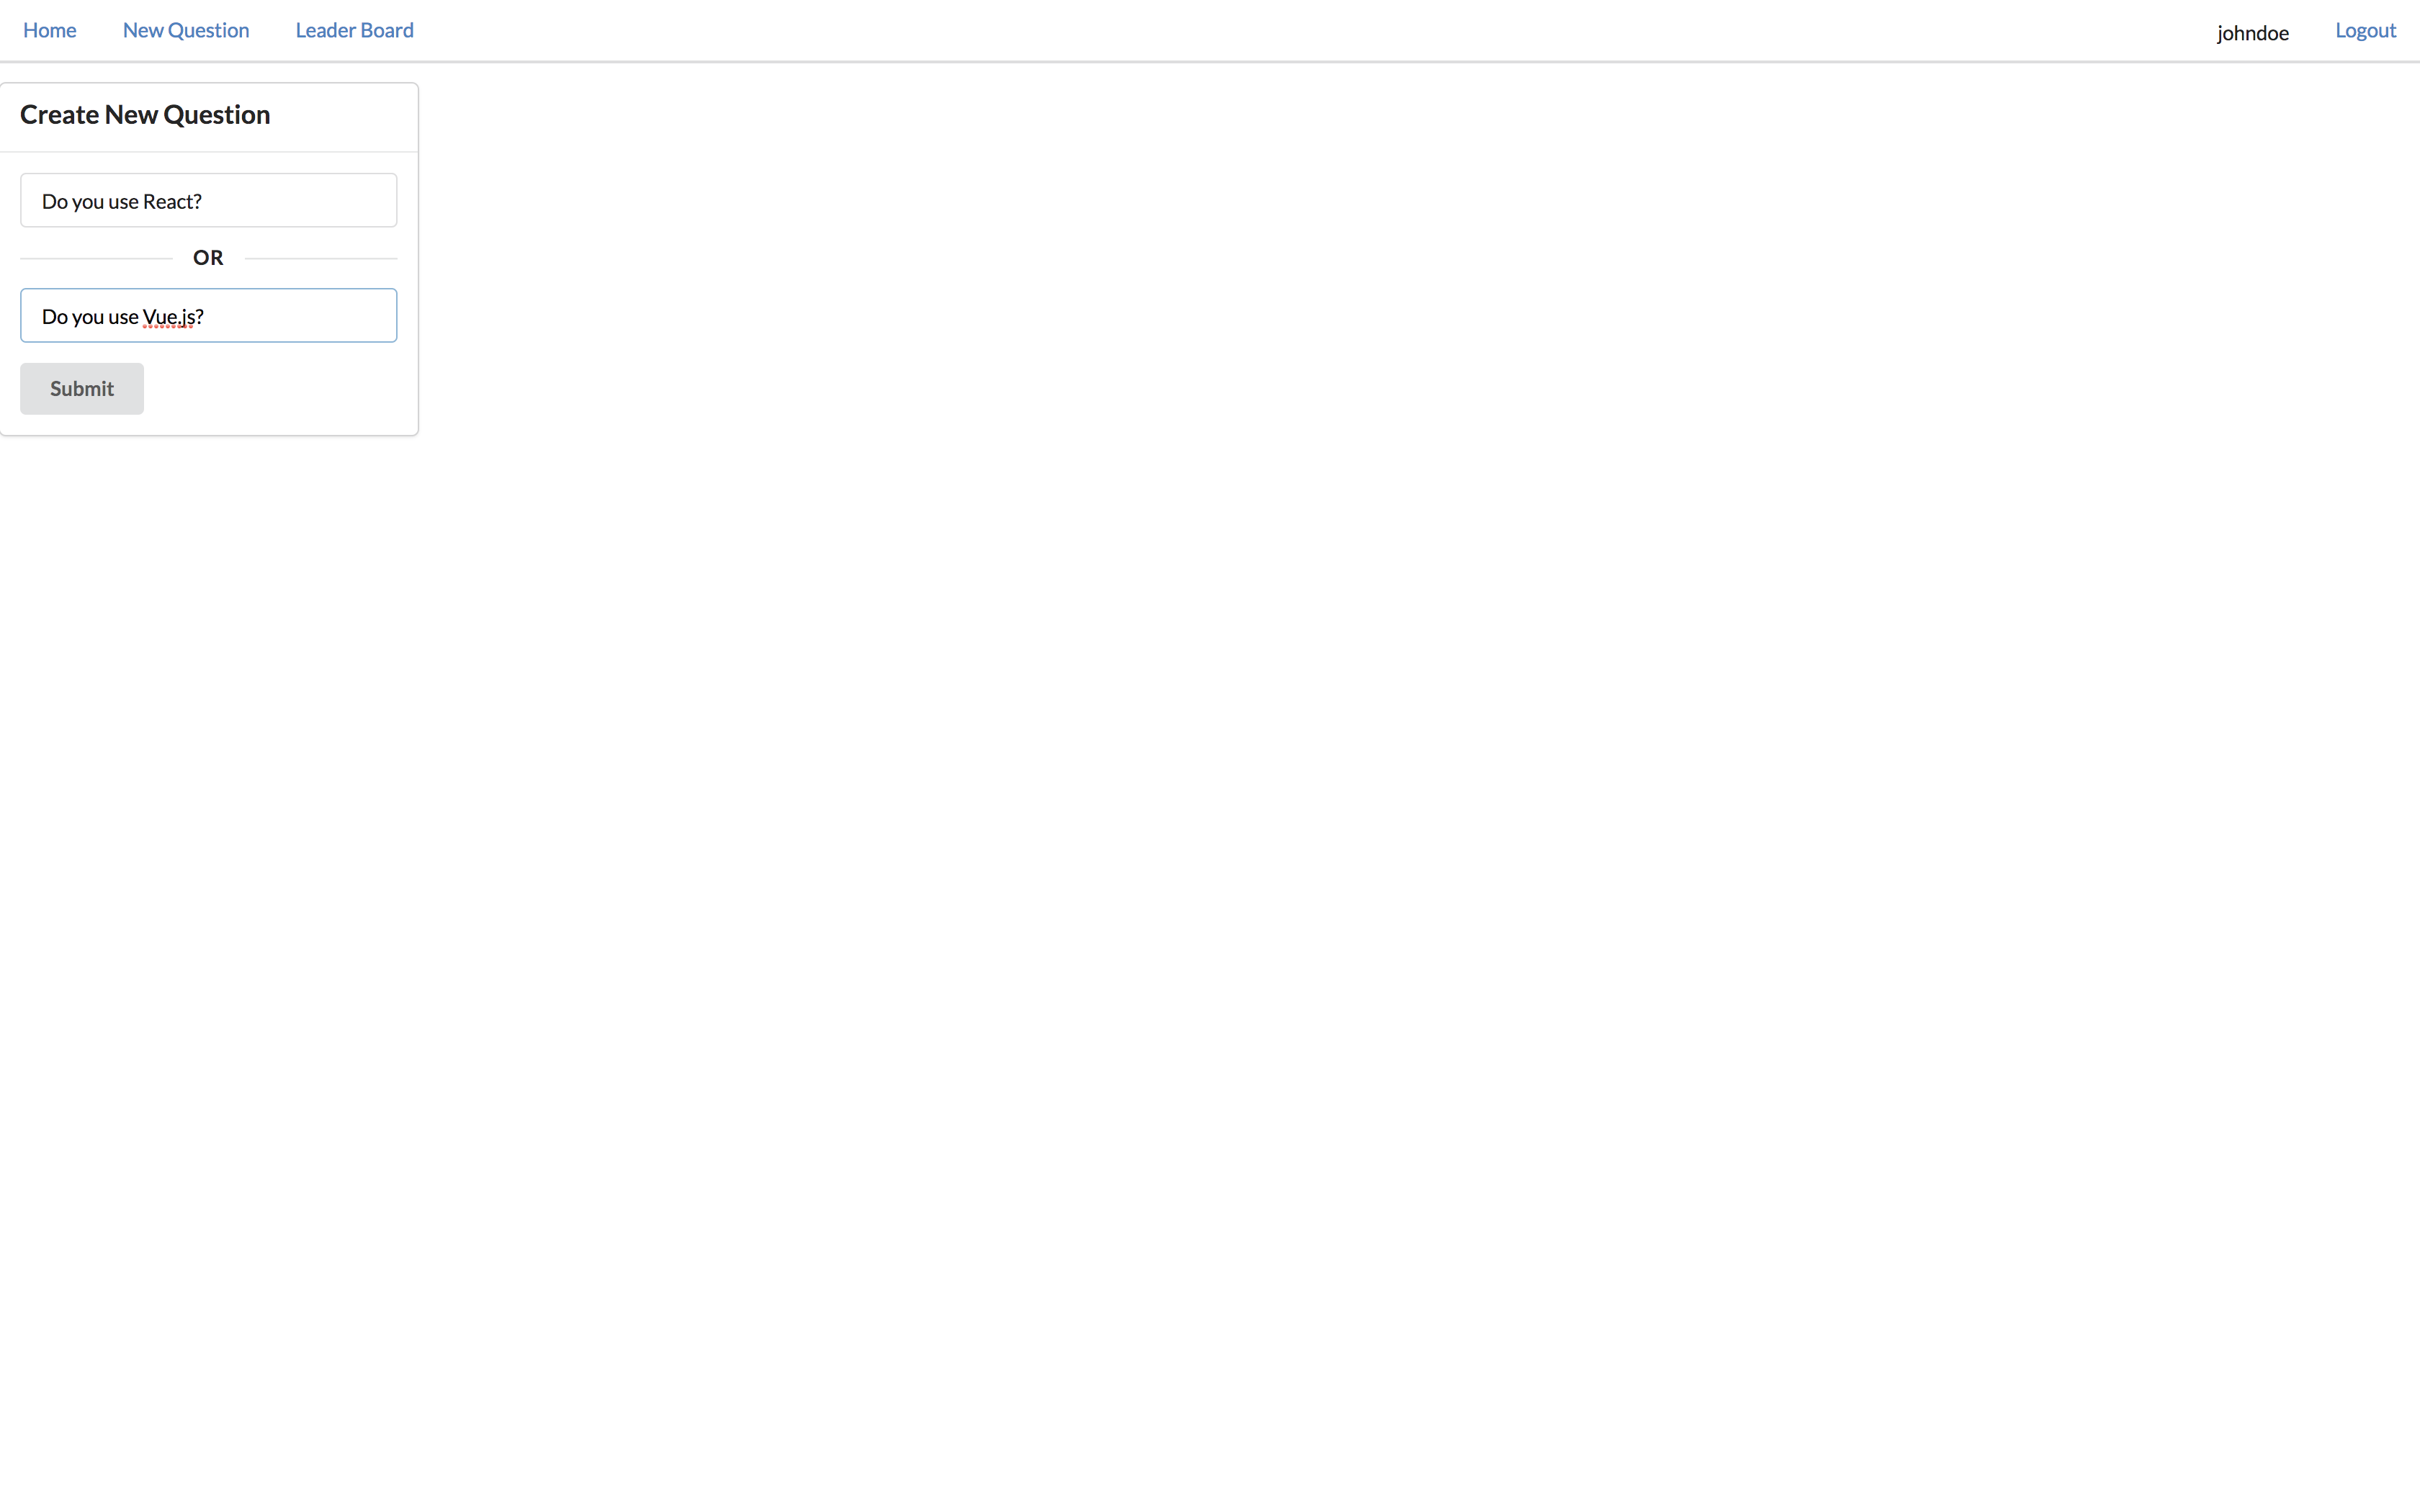 Home New Question Leader Board johndoe Logout
Create New Question
Do you use React?
OR
Do you use Vue.js?
Submit